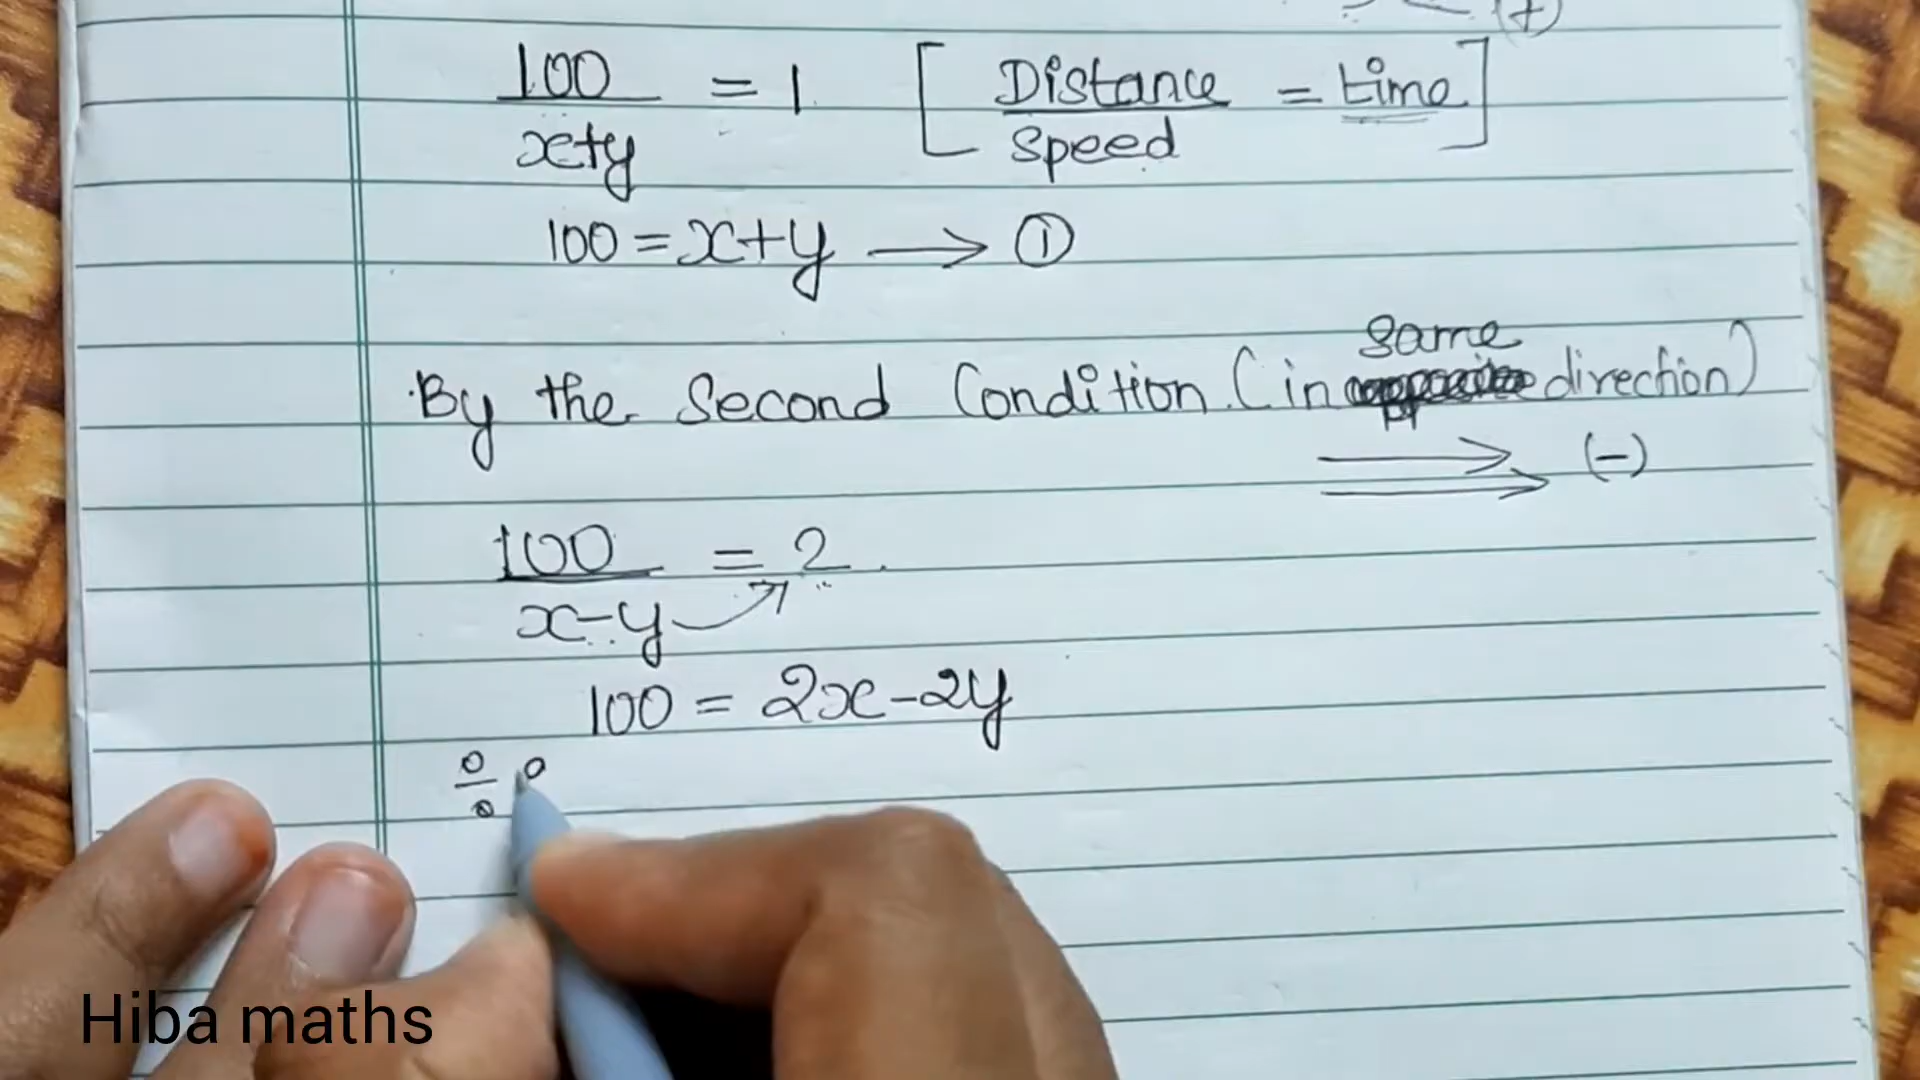 (+)
100/x+y = 1 [Distance/Speed = time]
100 = x+y → ①
same
By the Second Condition. (in direction)
(-)
100/x-y = 2
100 = 2x-2y
÷
Hiba maths